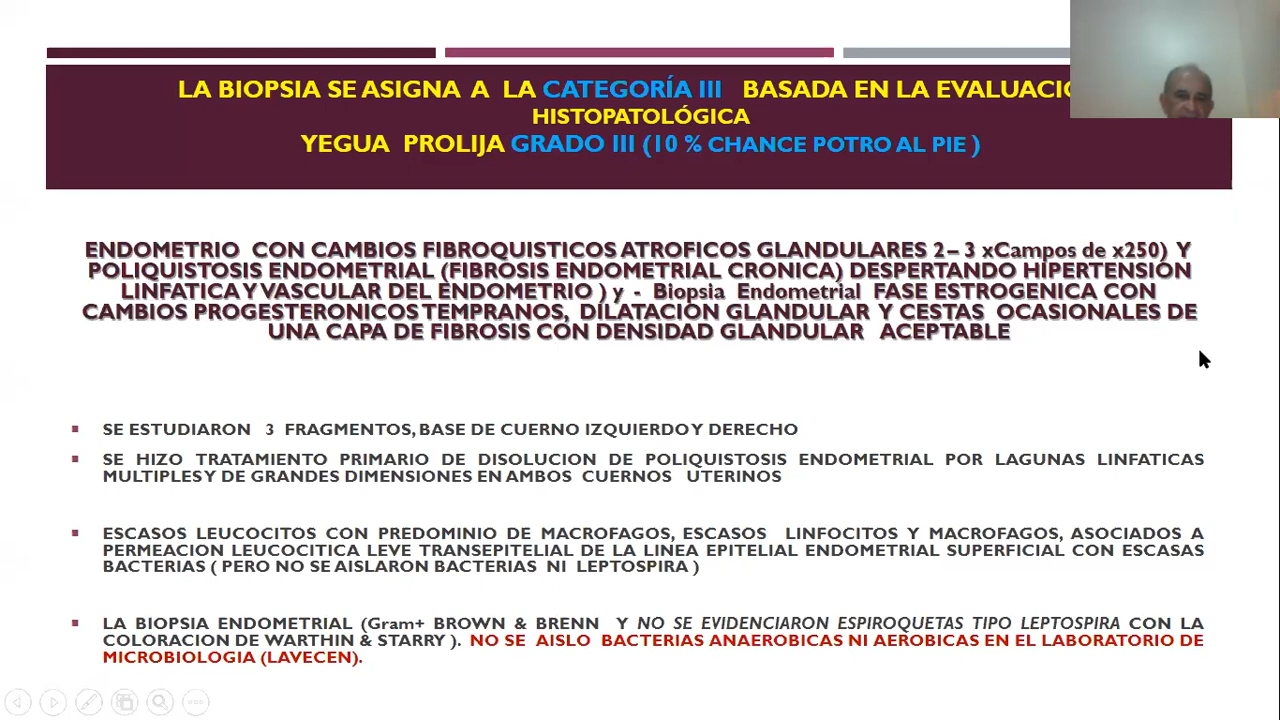 LA BIOPSIA SE ASIGNA A LA CATEGORÍA III BASADA EN LA
HISTOPATOLÓGICA
YEGUA PROLIJA GRADO III (10 % CHANCE POTRO AL PIE )
ENDOMETRIO CON CAMBIOS FIBROQUISTICOS ATROFICOS GLANDULARES 2– 3 xCampos de x250) Y
POLIQUISTOSIS ENDOMETRIAL (FIBROSIS ENDOMETRIAL CRONICA) DESPERTANDO HIPERTENSIÓN
LINFATICA Y VASCULAR DEL ENDOMETRIO ) y - Biopsia Endometrial FASE ESTROGENICA CON
CAMBIOS PROGESTERONICOS TEMPRANOS, DILATACIÓN GLANDULAR Y CESTAS OCASIONALES DE
UNA CAPA DE FIBROSIS CON DENSIDAD GLANDULAR ACEPTABLE
▪ SE ESTUDIARON 3 FRAGMENTOS, BASE DE CUERNO IZQUIERDO Y DERECHO
▪ SE HIZO TRATAMIENTO PRIMARIO DE DISOLUCION DE POLIQUISTOSIS ENDOMETRIAL POR LAGUNAS LINFATICAS
MULTIPLES Y DE GRANDES DIMENSIONES EN AMBOS CUERNOS UTERINOS
▪ ESCASOS LEUCOCITOS CON PREDOMINIO DE MACROFAGOS, ESCASOS LINFOCITOS Y MACROFAGOS, ASOCIADOS A
PERMEACION LEUCOCITICA LEVE TRANSEPITELIAL DE LA LINEA EPITELIAL ENDOMETRIAL SUPERFICIAL CON ESCASAS
BACTERIAS ( PERO NO SE AISLARON BACTERIAS NI LEPTOSPIRA )
▪ LA BIOPSIA ENDOMETRIAL (Gram+ BROWN & BRENN Y NO SE EVIDENCIARON ESPIROQUETAS TIPO LEPTOSPIRA CON LA
COLORACION DE WARTHIN & STARRY ). NO SE AISLO BACTERIAS ANAEROBICAS NI AEROBICAS EN EL LABORATORIO DE
MICROBIOLOGIA (LAVECEN).